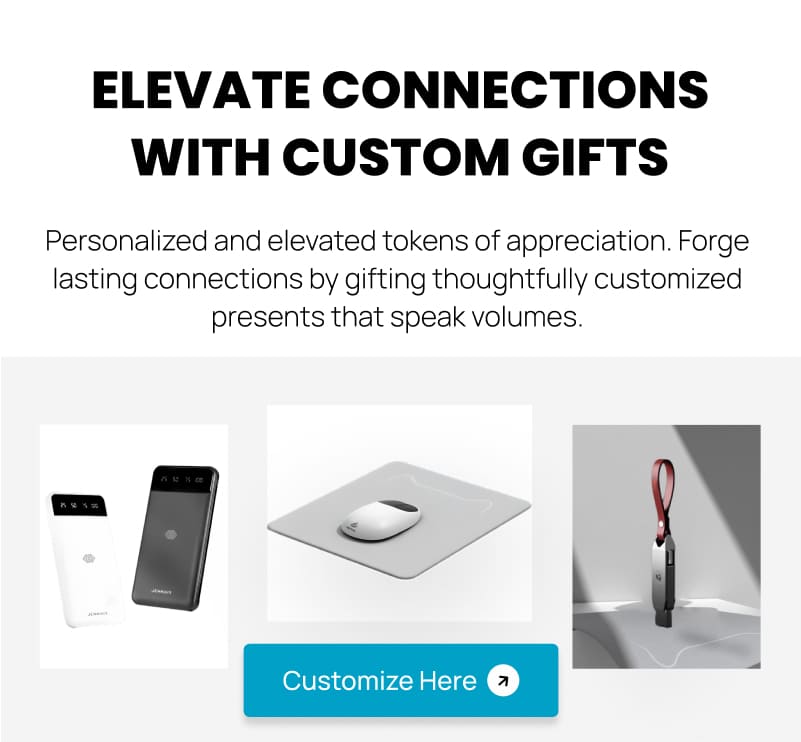 ELEVATE CONNECTIONS
WITH CUSTOM GIFTS
Personalized and elevated tokens of appreciation. Forge
lasting connections by gifting thoughtfully customized
presents that speak volumes.
Customize Here